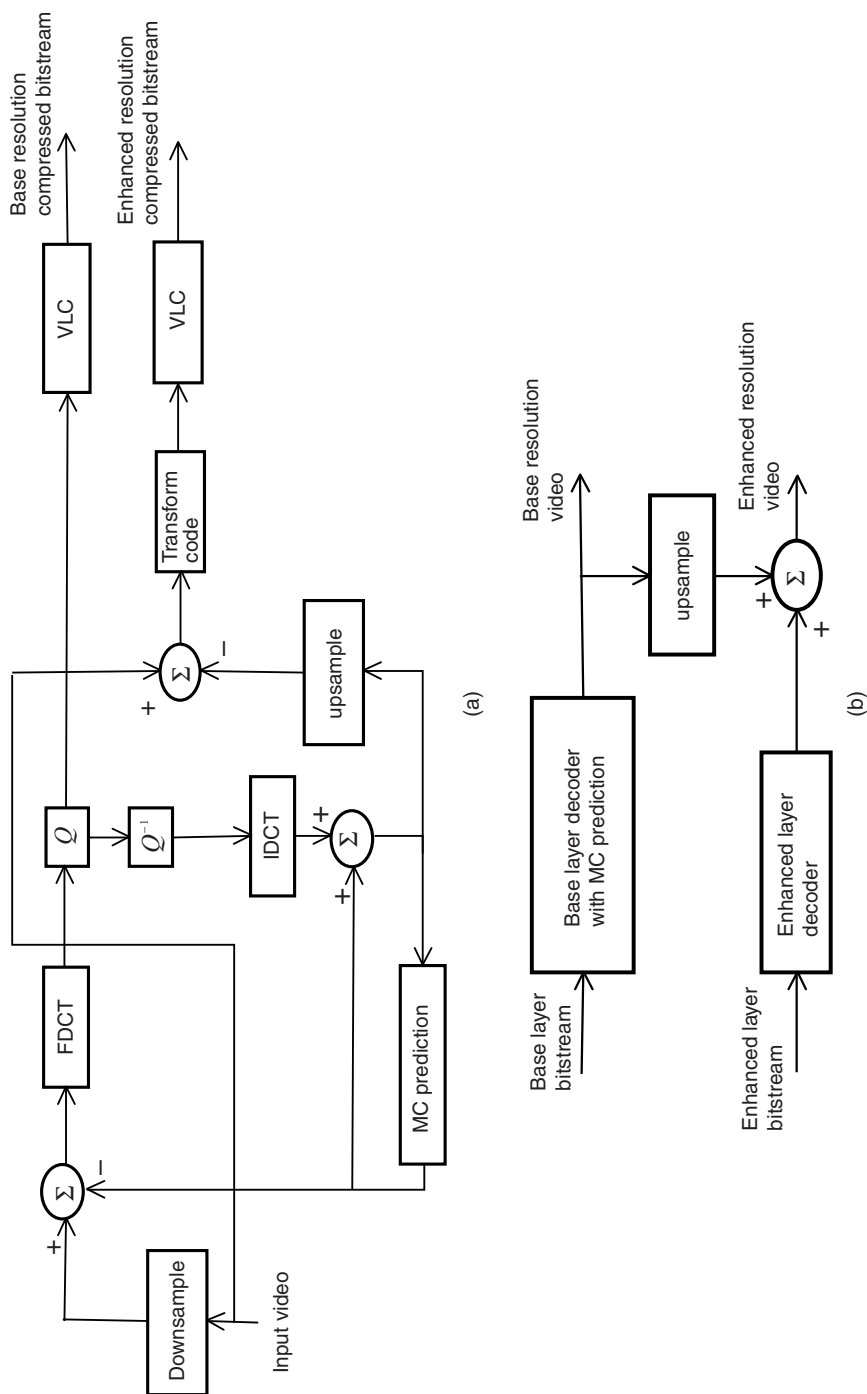 Base resolution
compressed bitstream
Enhanced resolution
compressed bitstream
VLC
VLC
Transform
code
+
Σ
−
upsample
Q
Q⁻¹
IDCT
+
Σ
+
FDCT
MC prediction
+
Σ
−
Downsample
Input video
(a)
Base resolution
video
Enhanced resolution
video
upsample
+
Σ
+
Base layer decoder
with MC prediction
Enhanced layer
decoder
Base layer
bitstream
Enhanced layer
bitstream
(b)